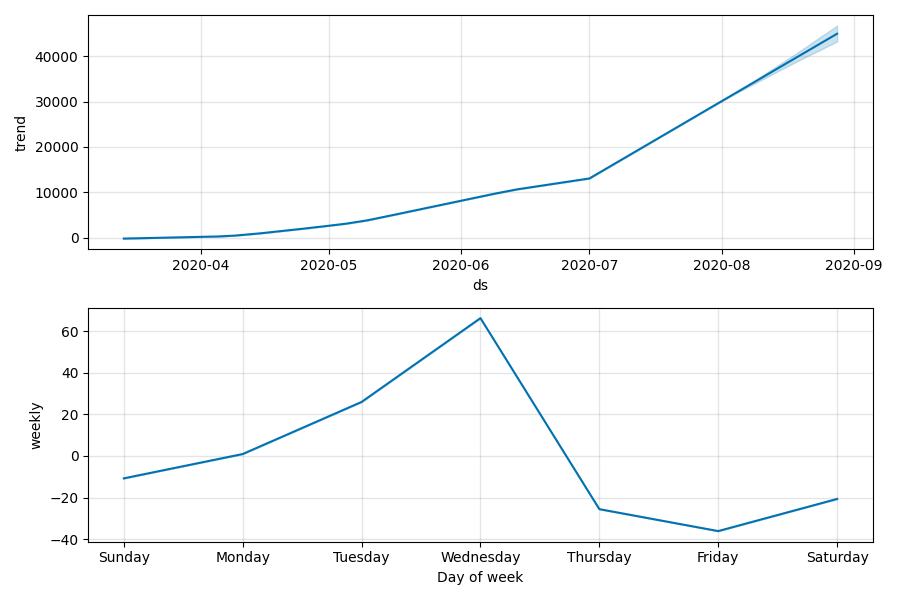 40000
30000
20000
10000
0
trend
2020-04 2020-05 2020-06 2020-07 2020-08 2020-09
ds
60
40
20
0
−20
−40
weekly
Sunday Monday Tuesday Wednesday Thursday Friday Saturday
Day of week